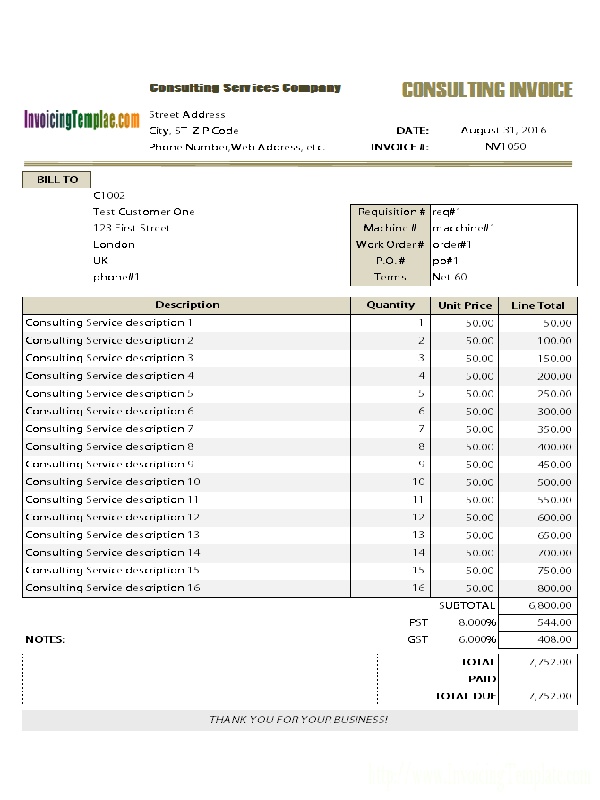 Consulting Services Company
CONSULTING INVOICE
InvoicingTemplae.com
Street Address
City, ST ZIP Code
DATE: August 31, 2016
Phone Number,Web Address, etc.
INVOICE #: NV1050
BILL TO
C1002
Test Customer One
Requisition # req#1
123 First Street
Machine # macchine#1
London
Work Order# order#1
UK
P.O. # po#1
phone#1
Terms Net 60
Description Quantity Unit Price Line Total
Consulting Service description 1 1 50.00 50.00
Consulting Service description 2 2 50.00 100.00
Consulting Service description 3 3 50.00 150.00
Consulting Service description 4 4 50.00 200.00
Consulting Service description 5 5 50.00 250.00
Consulting Service description 6 6 50.00 300.00
Consulting Service description 7 7 50.00 350.00
Consulting Service description 8 8 50.00 400.00
Consulting Service description 9 9 50.00 450.00
Consulting Service description 10 10 50.00 500.00
Consulting Service description 11 11 50.00 550.00
Consulting Service description 12 12 50.00 600.00
Consulting Service description 13 13 50.00 650.00
Consulting Service description 14 14 50.00 700.00
Consulting Service description 15 15 50.00 750.00
Consulting Service description 16 16 50.00 800.00
SUBTOTAL 6,800.00
PST 8.000% 544.00
NOTES: GST 6.000% 408.00
TOTAL 7,752.00
PAID
TOTAL DUE 7,752.00
THANK YOU FOR YOUR BUSINESS!